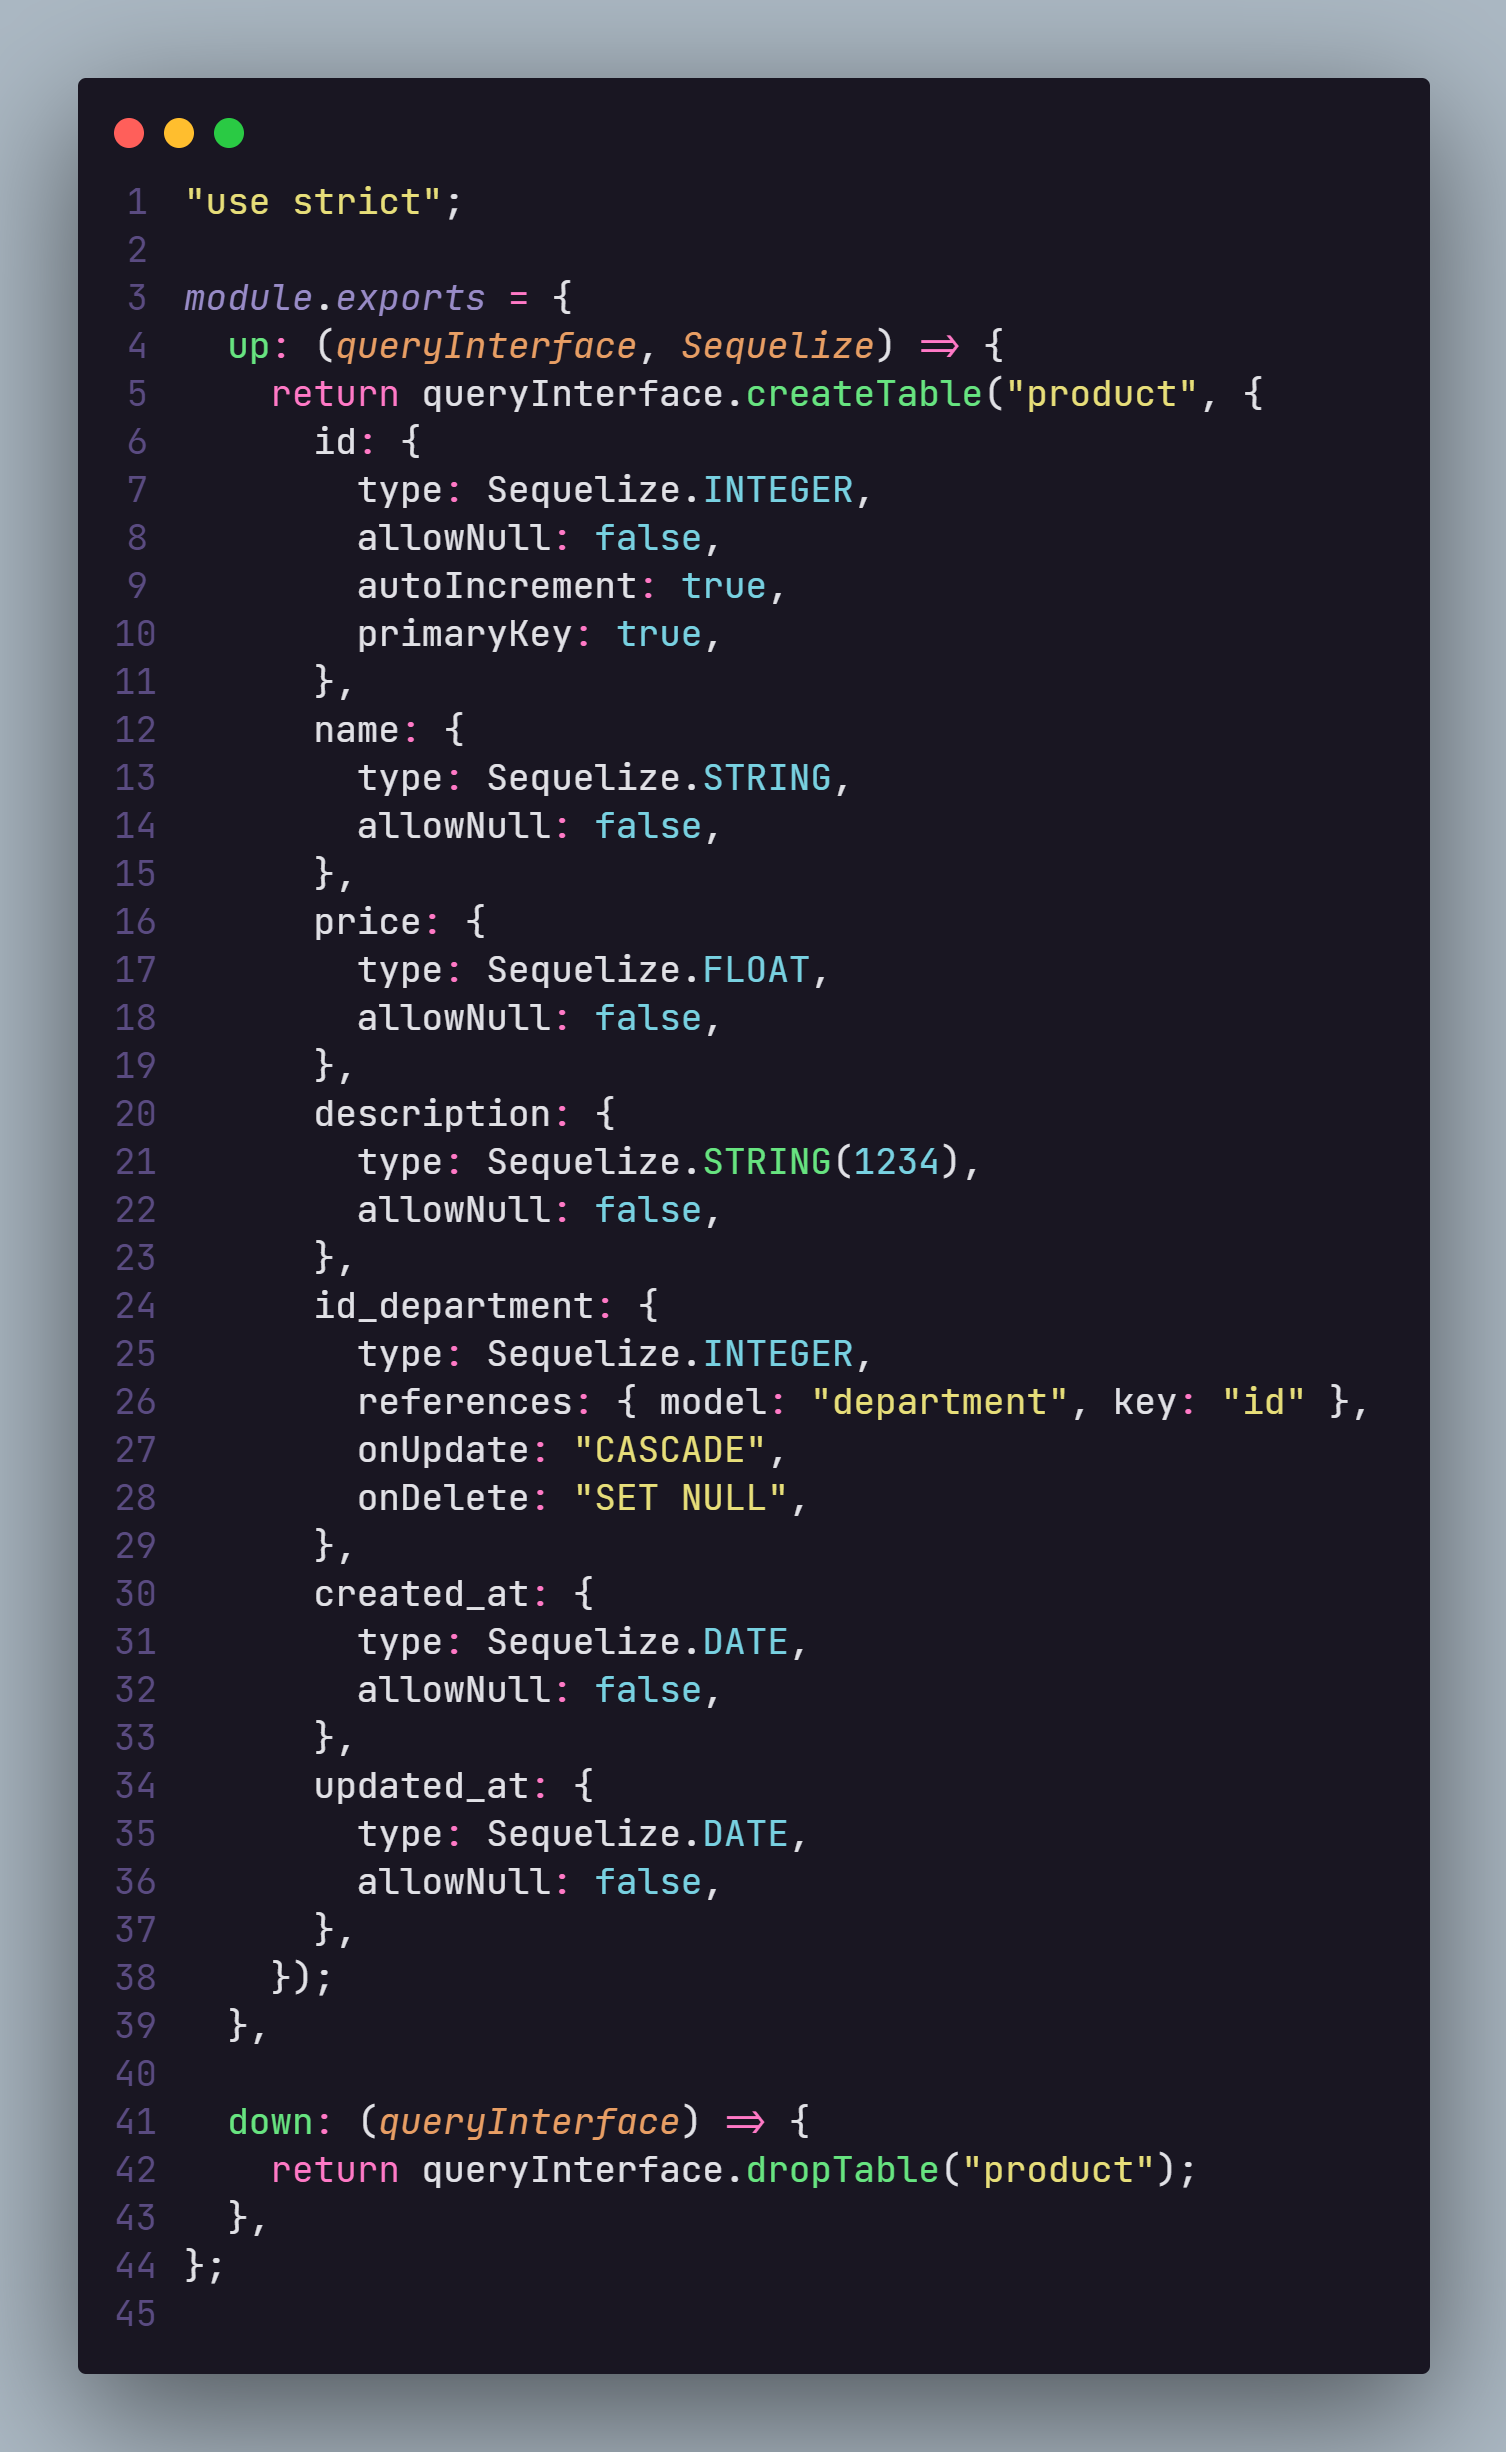 1 "use strict";
2
3 module.exports = {
4   up: (queryInterface, Sequelize) => {
5     return queryInterface.createTable("product", {
6       id: {
7         type: Sequelize.INTEGER,
8         allowNull: false,
9         autoIncrement: true,
10         primaryKey: true,
11       },
12       name: {
13         type: Sequelize.STRING,
14         allowNull: false,
15       },
16       price: {
17         type: Sequelize.FLOAT,
18         allowNull: false,
19       },
20       description: {
21         type: Sequelize.STRING(1234),
22         allowNull: false,
23       },
24       id_department: {
25         type: Sequelize.INTEGER,
26         references: { model: "department", key: "id" },
27         onUpdate: "CASCADE",
28         onDelete: "SET NULL",
29       },
30       created_at: {
31         type: Sequelize.DATE,
32         allowNull: false,
33       },
34       updated_at: {
35         type: Sequelize.DATE,
36         allowNull: false,
37       },
38     });
39   },
40
41   down: (queryInterface) => {
42     return queryInterface.dropTable("product");
43   },
44 };
45